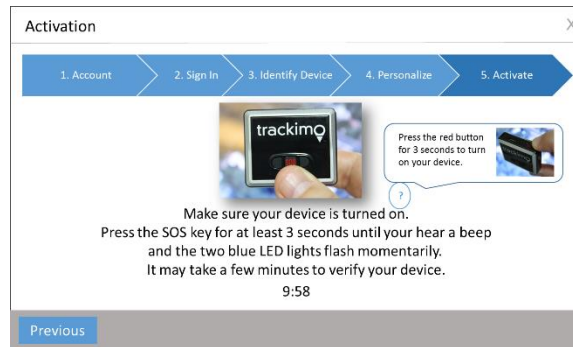 Activation
X
1. Account
2. Sign In
3. Identify Device
4. Personalize
5. Activate
trackimo
Press the red button
for 3 seconds to turn
on your device.
?
Make sure your device is turned on.
Press the SOS key for at least 3 seconds until your hear a beep
and the two blue LED lights flash momentarily.
It may take a few minutes to verify your device.
9:58
Previous